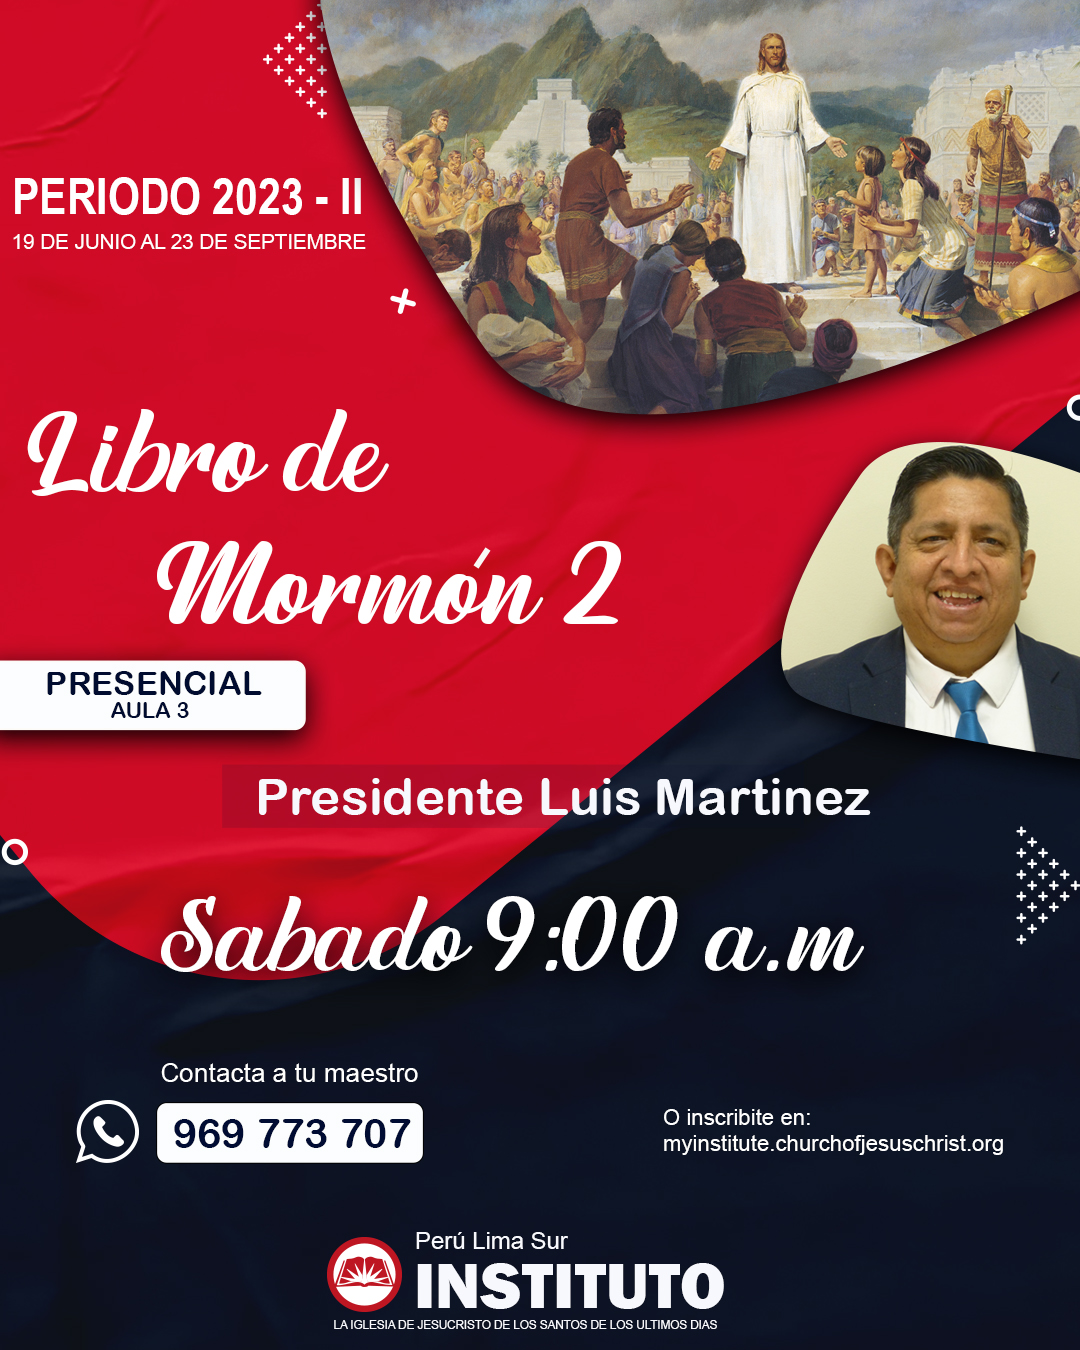 PERIODO 2023 - II
19 DE JUNIO AL 23 DE SEPTIEMBRE
Libro de
Mormón 2
PRESENCIAL
AULA 3
Presidente Luis Martinez
Sabado 9:00 a.m
Contacta a tu maestro
969 773 707
O inscribite en:
myinstitute.churchofjesuschrist.org
Perú Lima Sur
INSTITUTO
LA IGLESIA DE JESUCRISTO DE LOS SANTOS DE LOS ULTIMOS DIAS